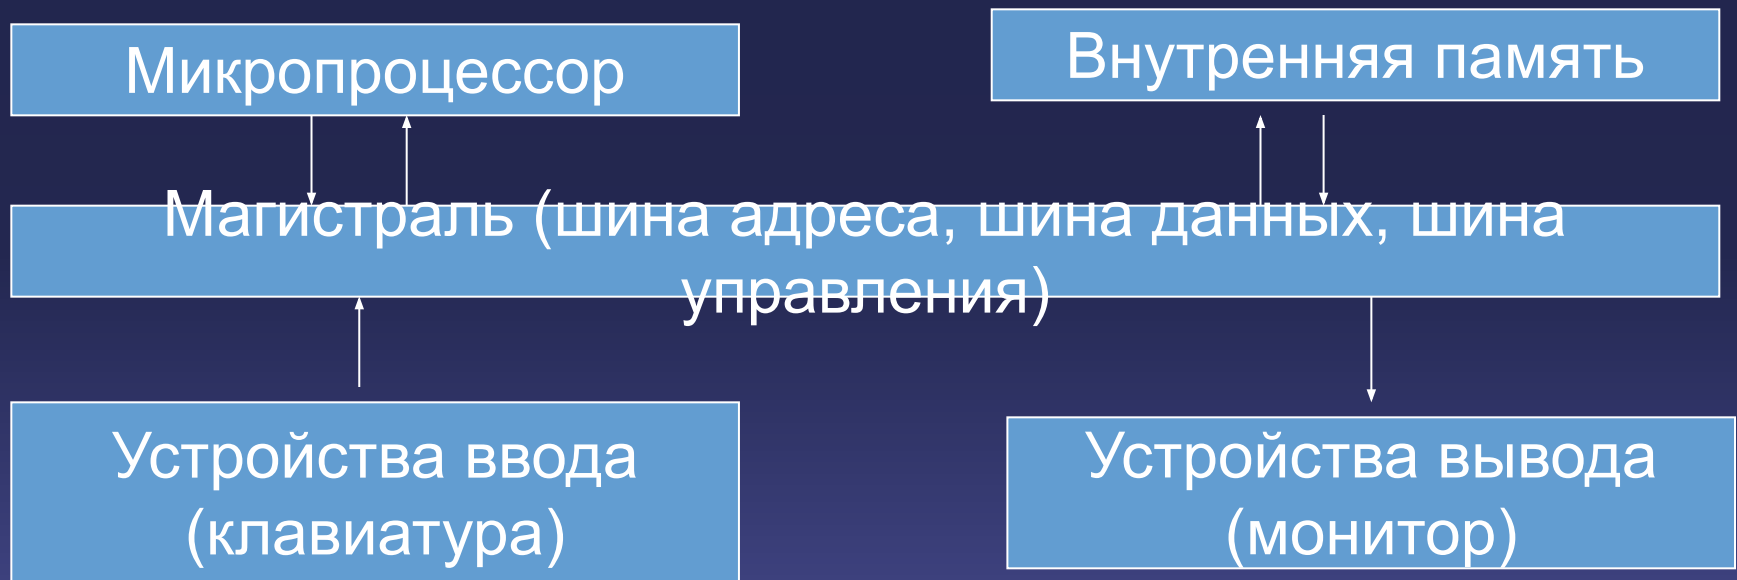 Микропроцессор
Внутренняя память
Магистраль (шина адреса, шина данных, шина
управления)
Устройства ввода
(клавиатура)
Устройства вывода
(монитор)